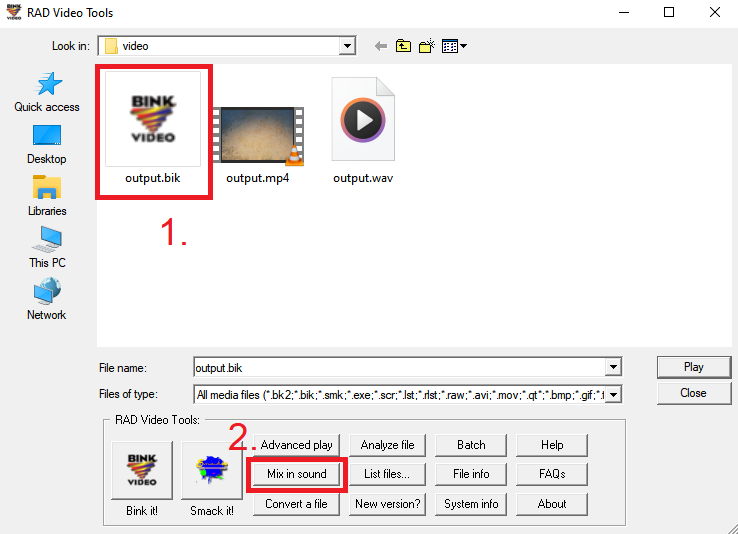 RAD Video Tools
Look in:
video
Quick access
Desktop
Libraries
This PC
Network
BINK
VIDEO
output.bik
output.mp4
output.wav
1.
File name:
output.bik
Play
Files of type:
All media files (*.bk2;*.bik;*.smk;*.exe;*.scr;*.lst;*.rlst;*.raw;*.avi;*.mov;*.qt*;*.bmp;*.gif;*.
Close
RAD Video Tools:
2.
BINK
VIDEO
Bink it!
Smack it!
Advanced play
Analyze file
Batch
Help
Mix in sound
List files...
File info
FAQs
Convert a file
New version?
System info
About